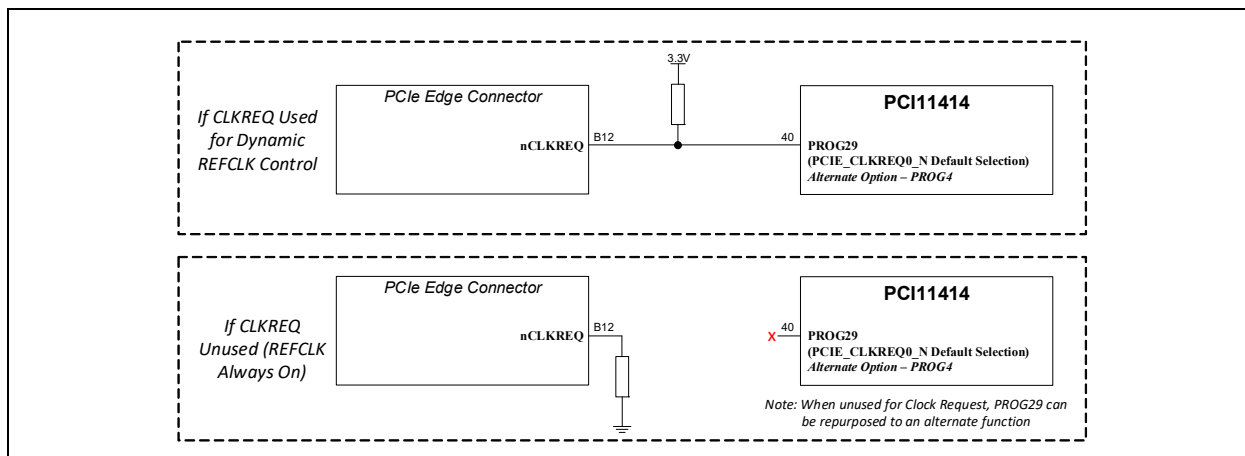 If CLKREQ Used
for Dynamic
REFCLK Control
PCIe Edge Connector
nCLKREQ
B12
3.3V
40
PCI11414
PROG29
(PCIE_CLKREQ0_N Default Selection)
Alternate Option – PROG4
If CLKREQ
Unused (REFCLK
Always On)
PCIe Edge Connector
nCLKREQ
B12
X
40
PCI11414
PROG29
(PCIE_CLKREQ0_N Default Selection)
Alternate Option – PROG4
Note: When unused for Clock Request, PROG29 can
be repurposed to an alternate function